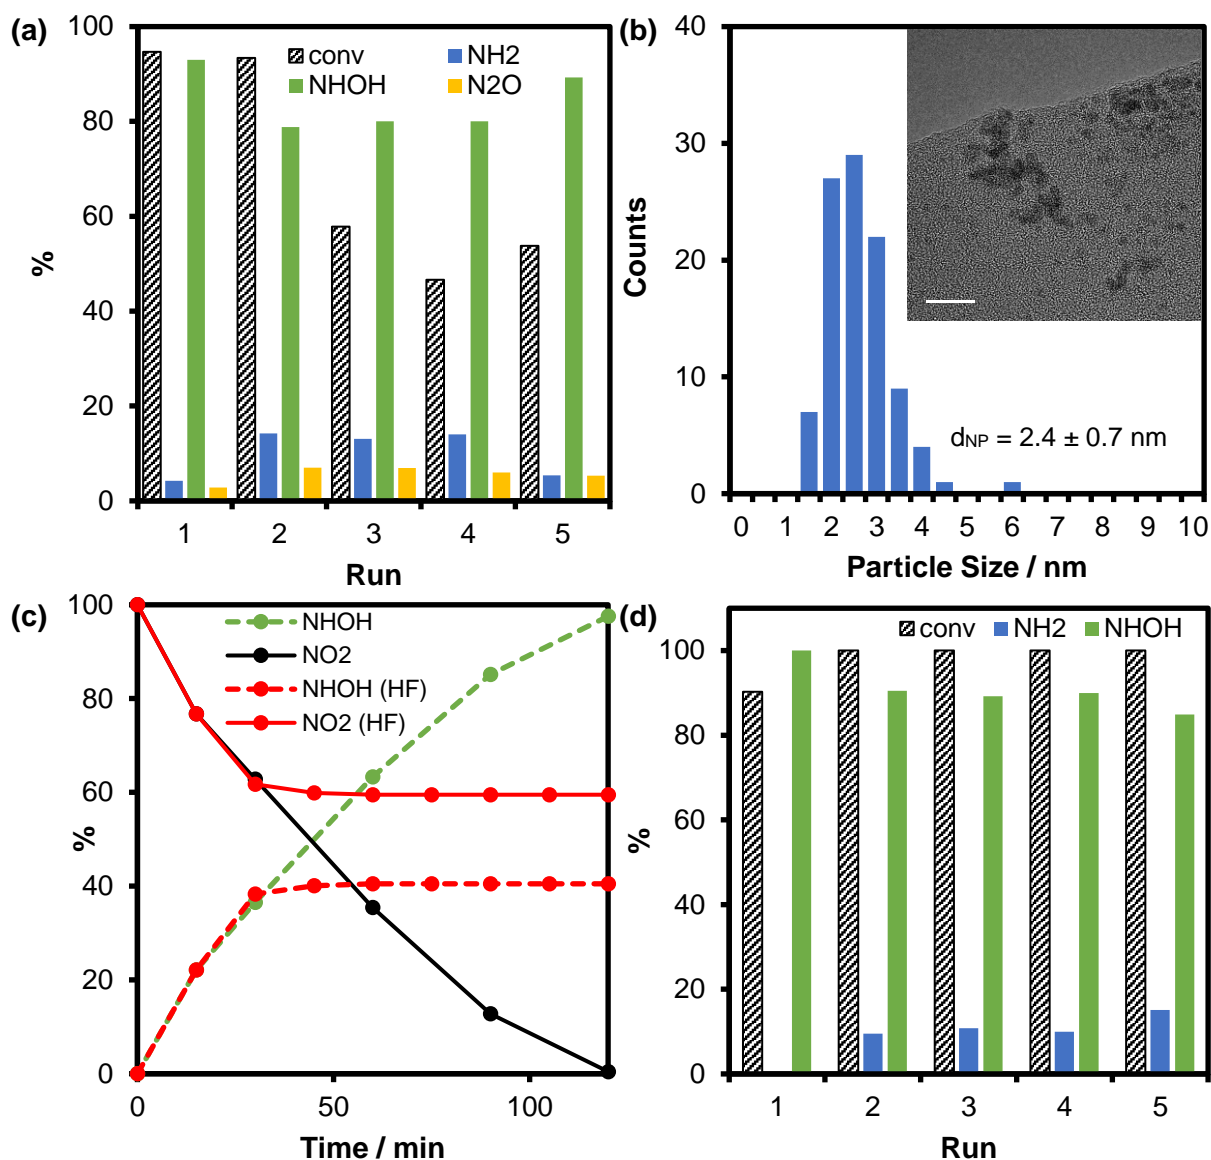 (a)
100
80
60
40
20
0
%
conv
NH2
NHOH
N2O
1 2 3 4 5
Run
(b)
40
30
20
10
0
Counts
dNP = 2.4 ± 0.7 nm
0 1 2 3 4 5 6 7 8 9 10
Particle Size / nm
(c)
100
80
60
40
20
0
%
NHOH
NO2
NHOH (HF)
NO2 (HF)
0 50 100
Time / min
(d)
100
80
60
40
20
0
%
conv NH2 NHOH
1 2 3 4 5
Run